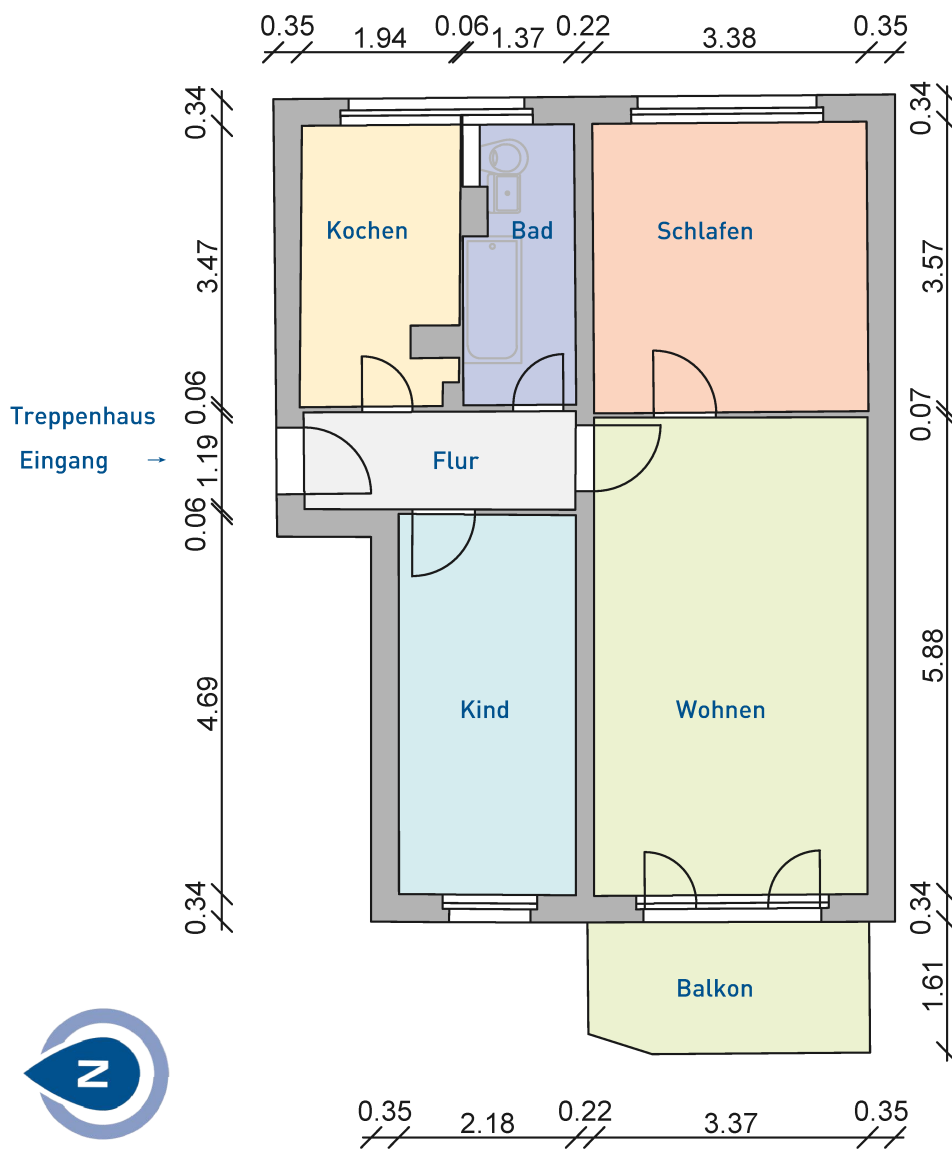 0.35 1.94 0.06 1.37 0.22 3.38 0.35
0.34
0.34
Kochen
Bad
Schlafen
3.47
3.57
0.06
0.07
Treppenhaus
Eingang →
1.19
Flur
0.06
4.69
5.88
Kind
Wohnen
0.34
0.34
Balkon
1.61
N
0.35 2.18 0.22 3.37 0.35